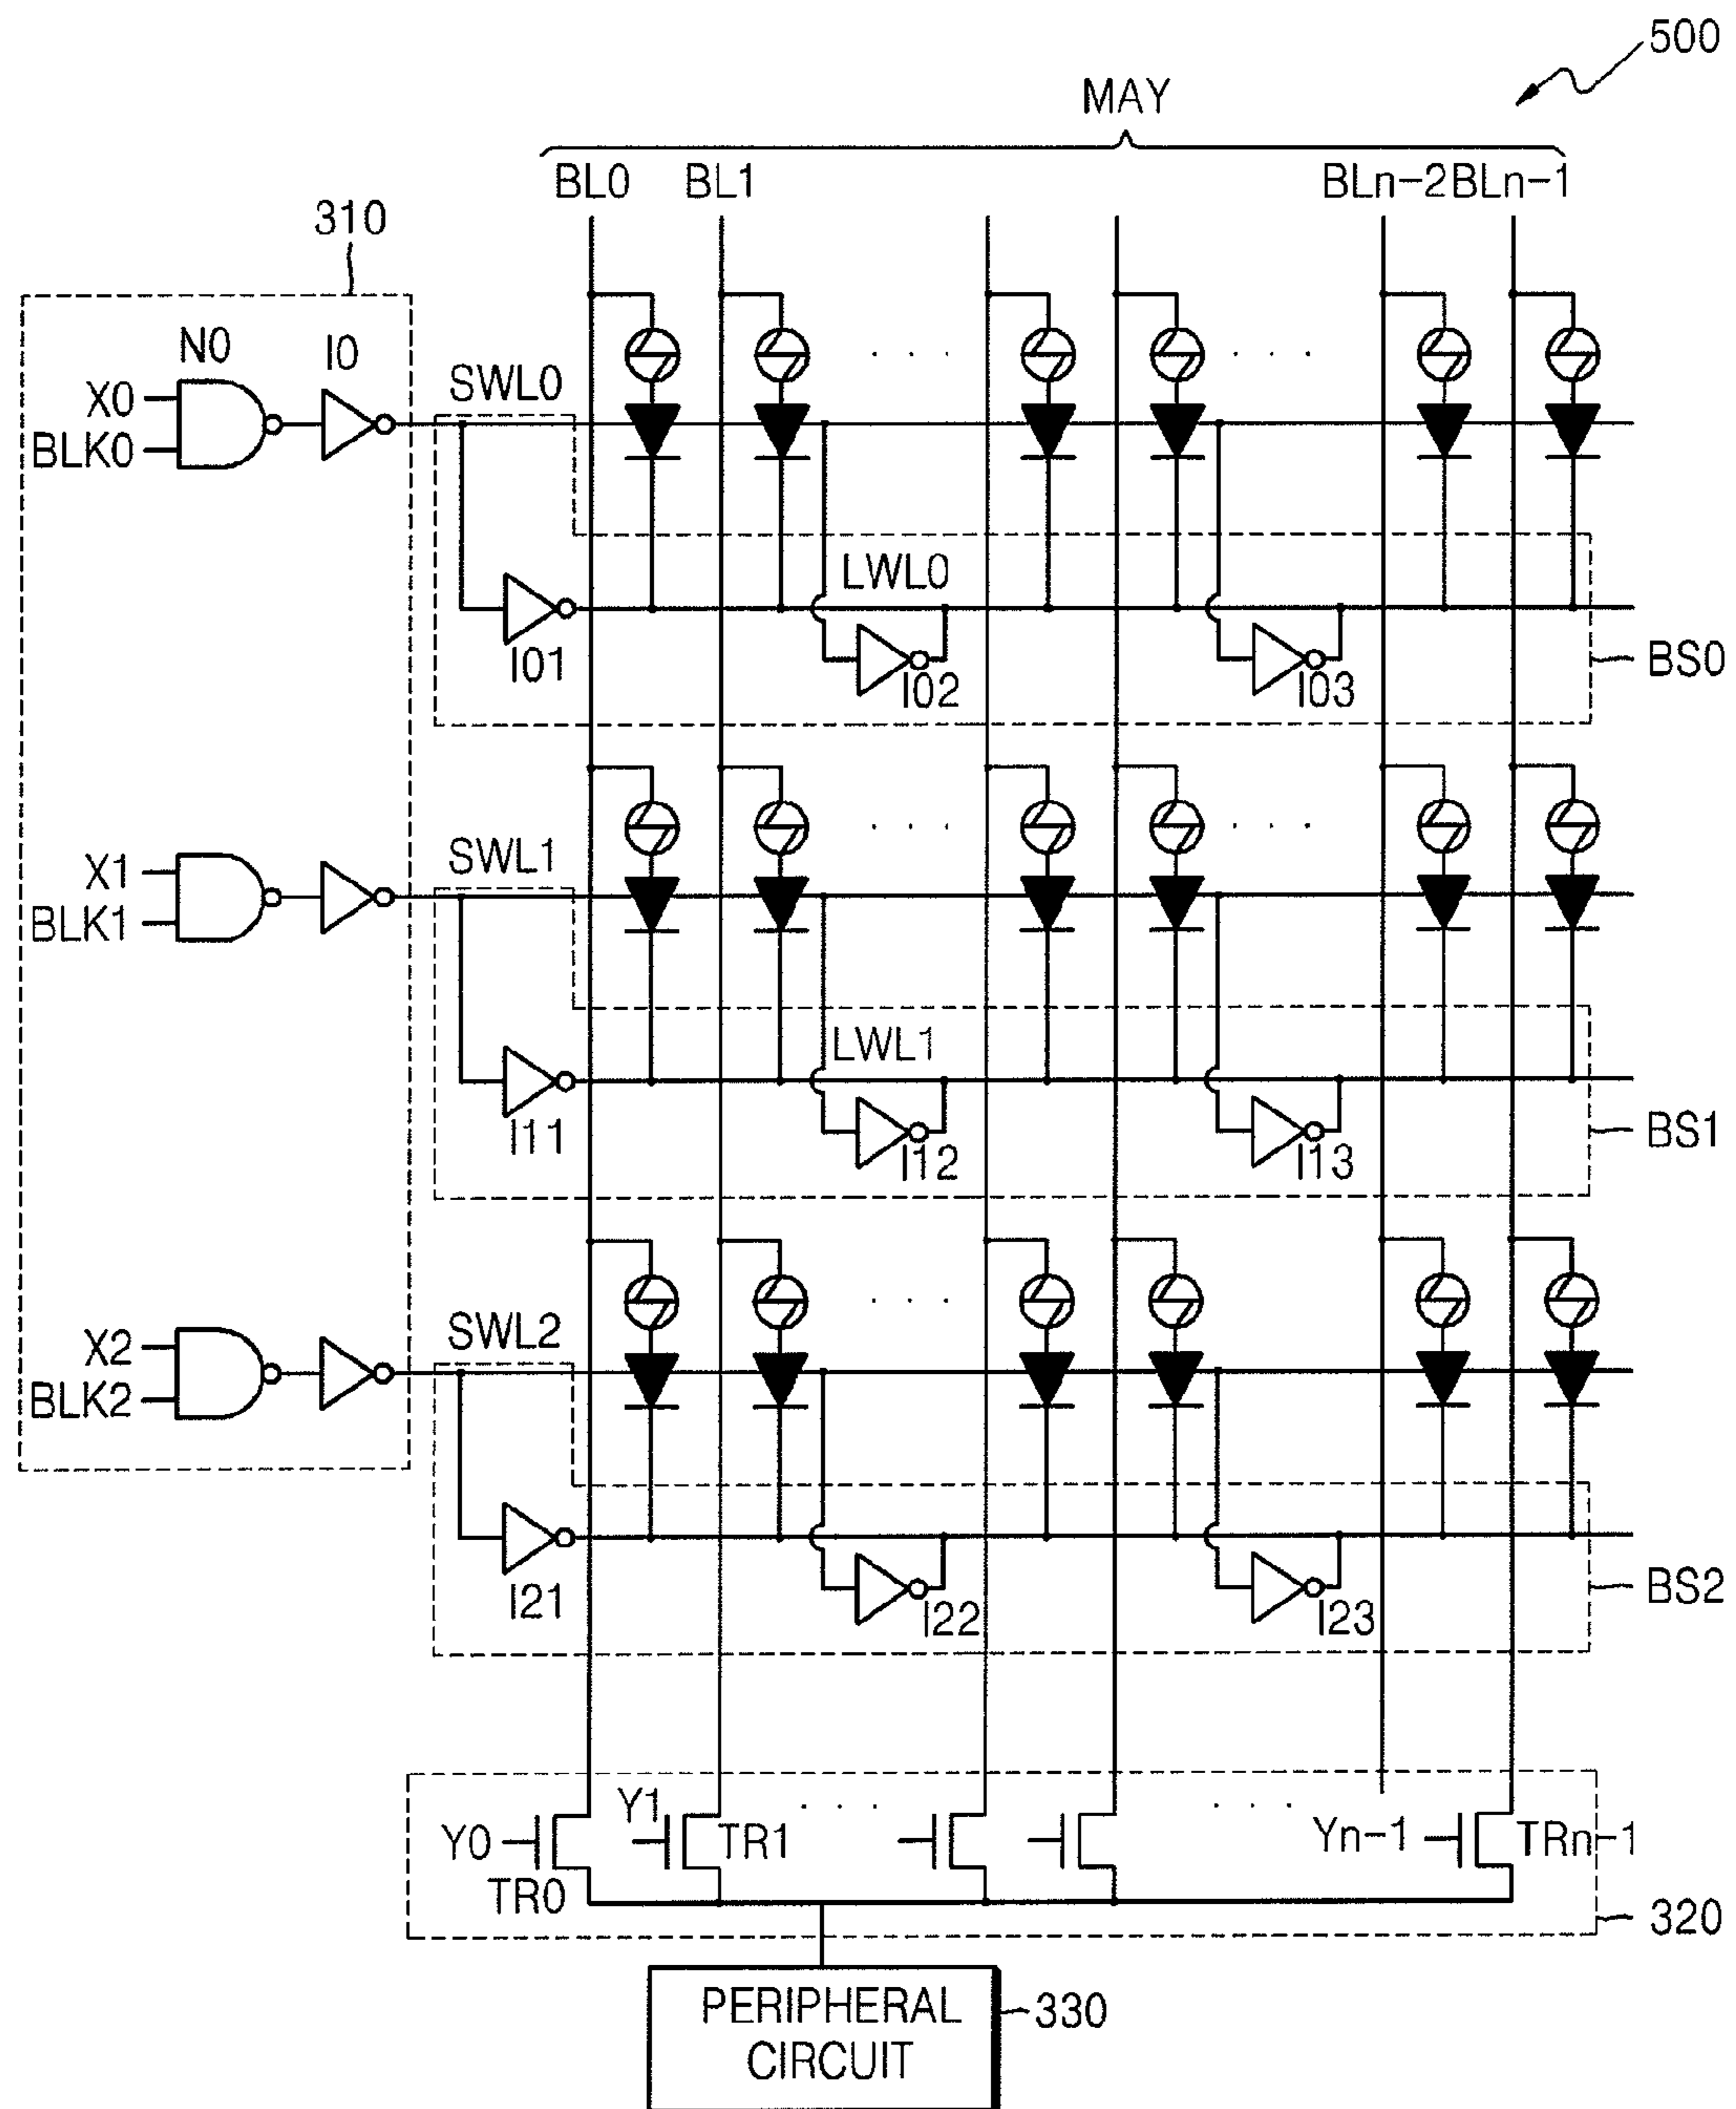 500
MAY
BL0 BL1 BLn-2 BLn-1
310
N0 I0
X0
BLK0
SWL0
LWL0
I01
I02
I03
BS0
X1
BLK1
SWL1
LWL1
I11
I12
I13
BS1
X2
BLK2
SWL2
I21
I22
I23
BS2
Y0
TR0
Y1
TR1
Yn-1
TRn-1
320
PERIPHERAL
CIRCUIT
330